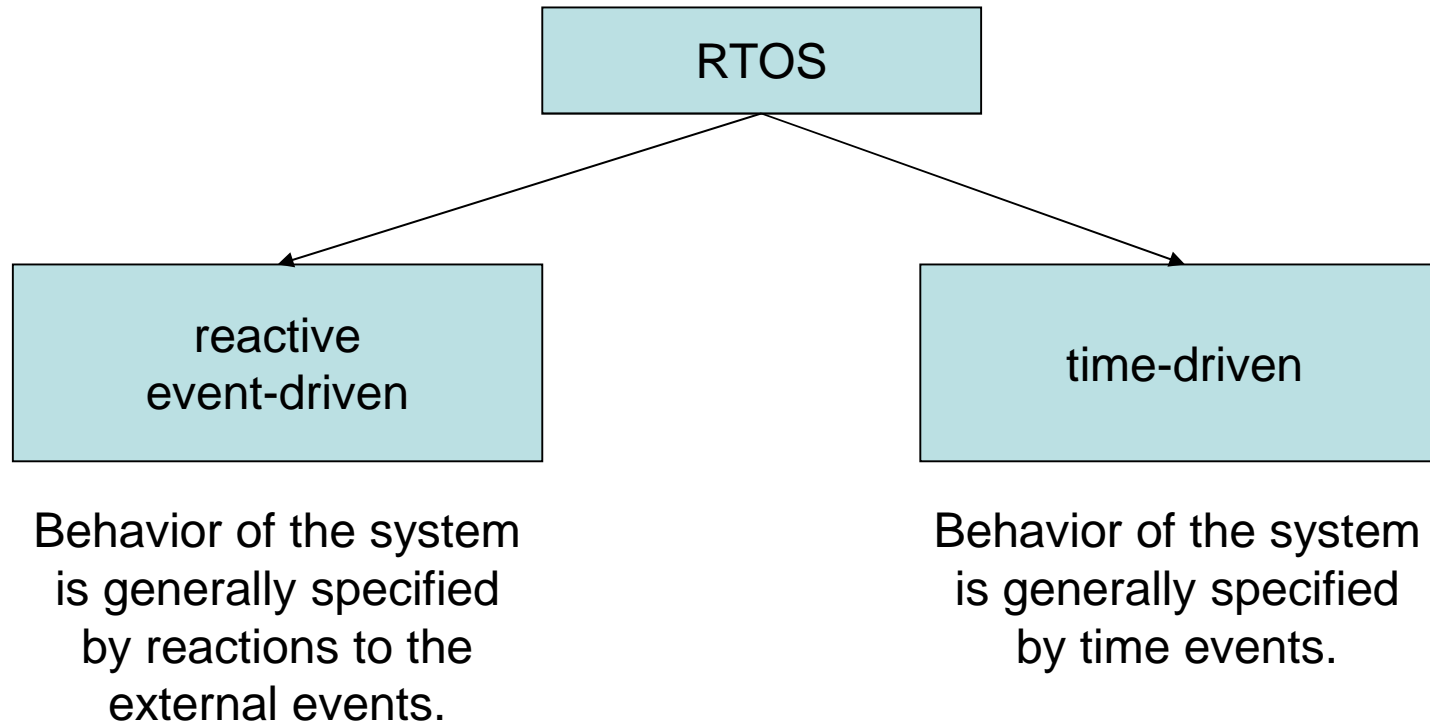 RTOS
reactive
event-driven
time-driven
Behavior of the system
is generally specified
by reactions to the
external events.
Behavior of the system
is generally specified
by time events.